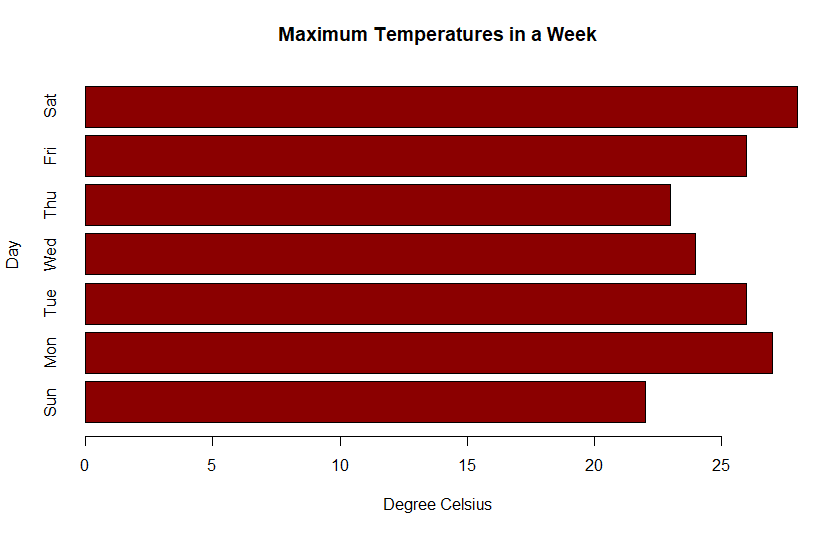 Maximum Temperatures in a Week
Sat
Fri
Thu
Wed
Tue
Mon
Sun
Day
0 5 10 15 20 25
Degree Celsius